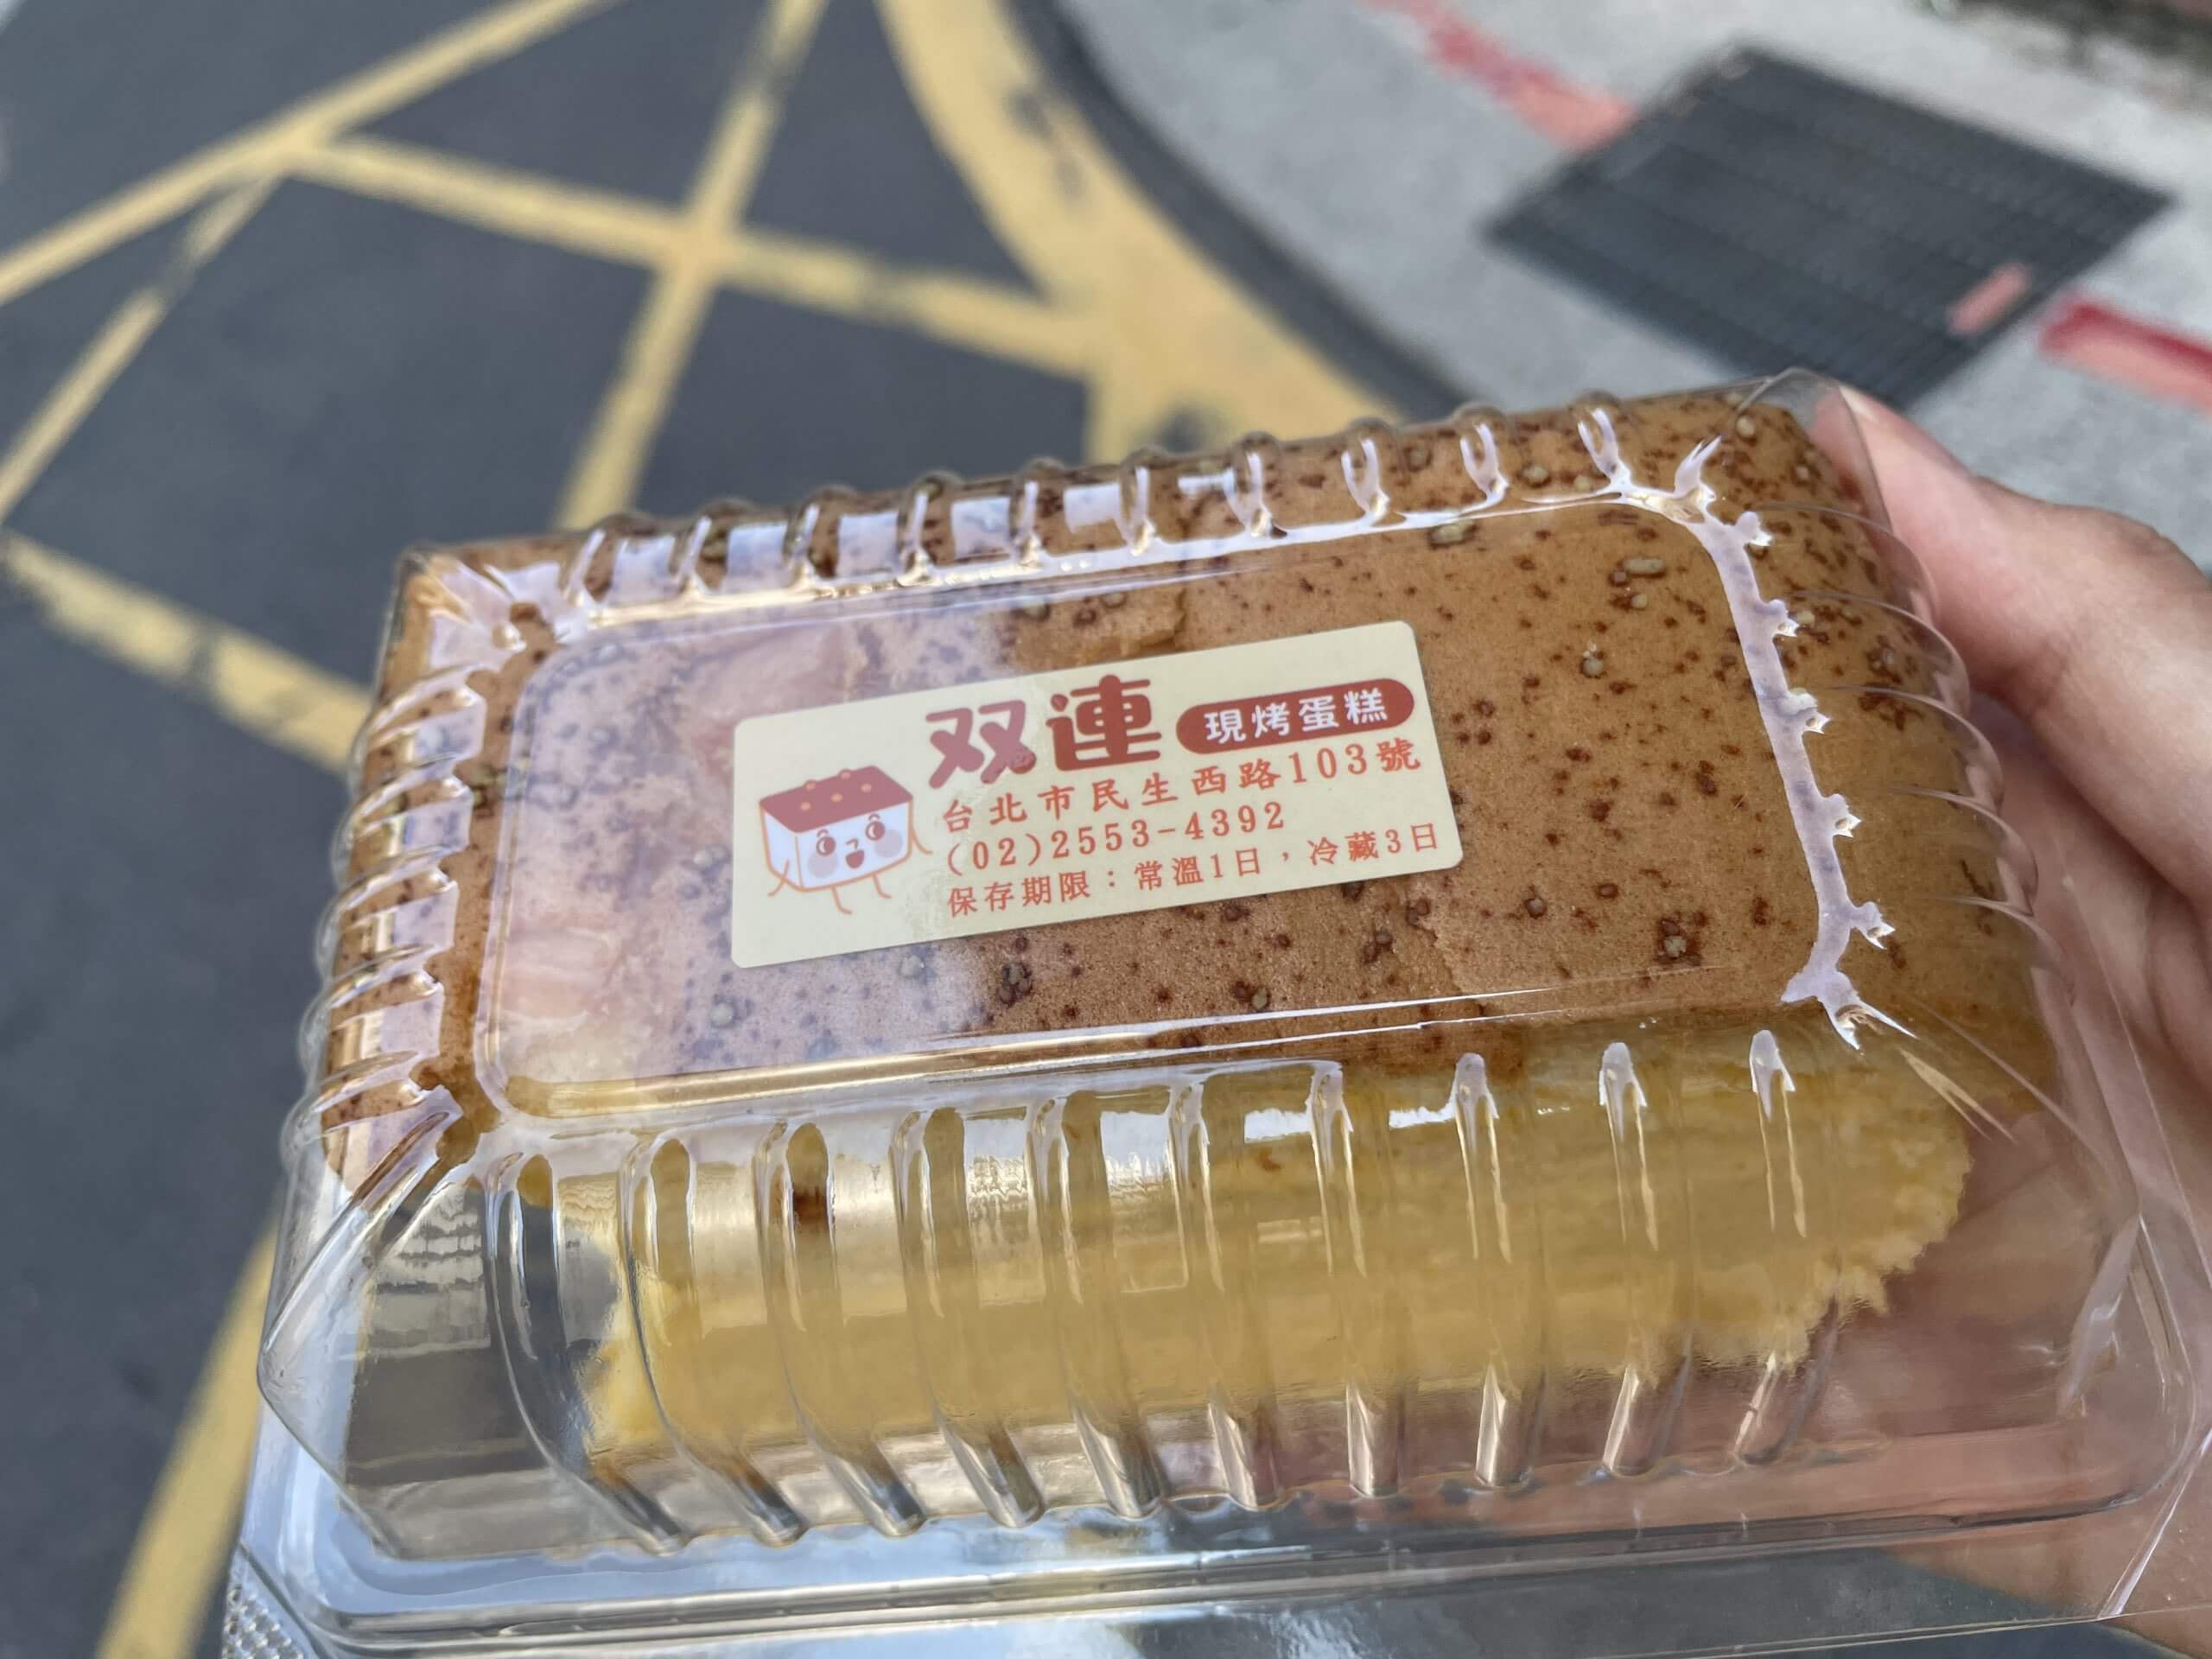 双連 現烤蛋糕
台北市民生西路103號
(02)2553-4392
保存期限：常溫1日，冷藏3日